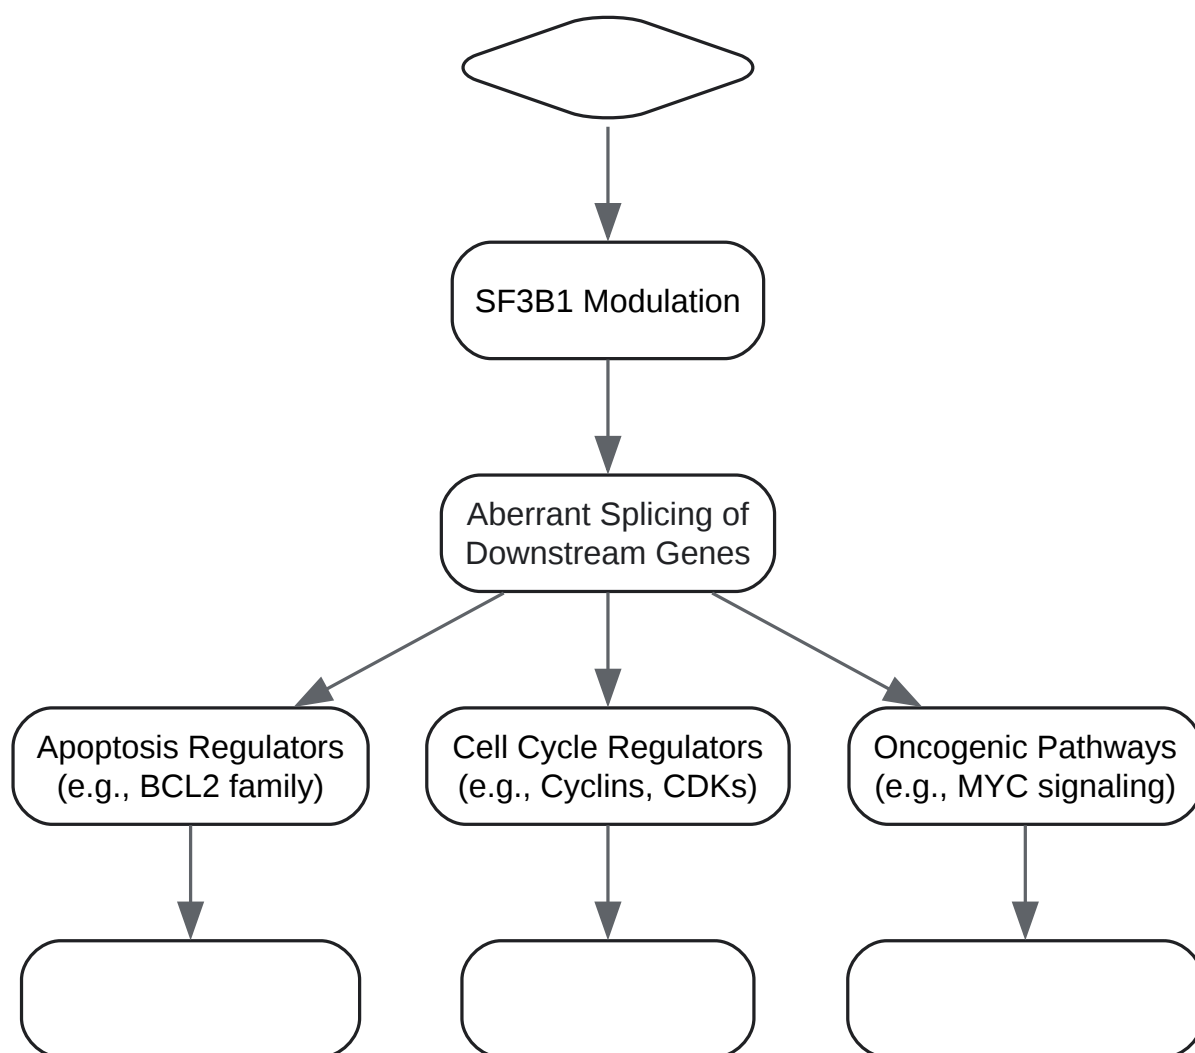 SF3B1 Modulation
Aberrant Splicing of
Downstream Genes
Apoptosis Regulators
(e.g., BCL2 family)
Cell Cycle Regulators
(e.g., Cyclins, CDKs)
Oncogenic Pathways
(e.g., MYC signaling)